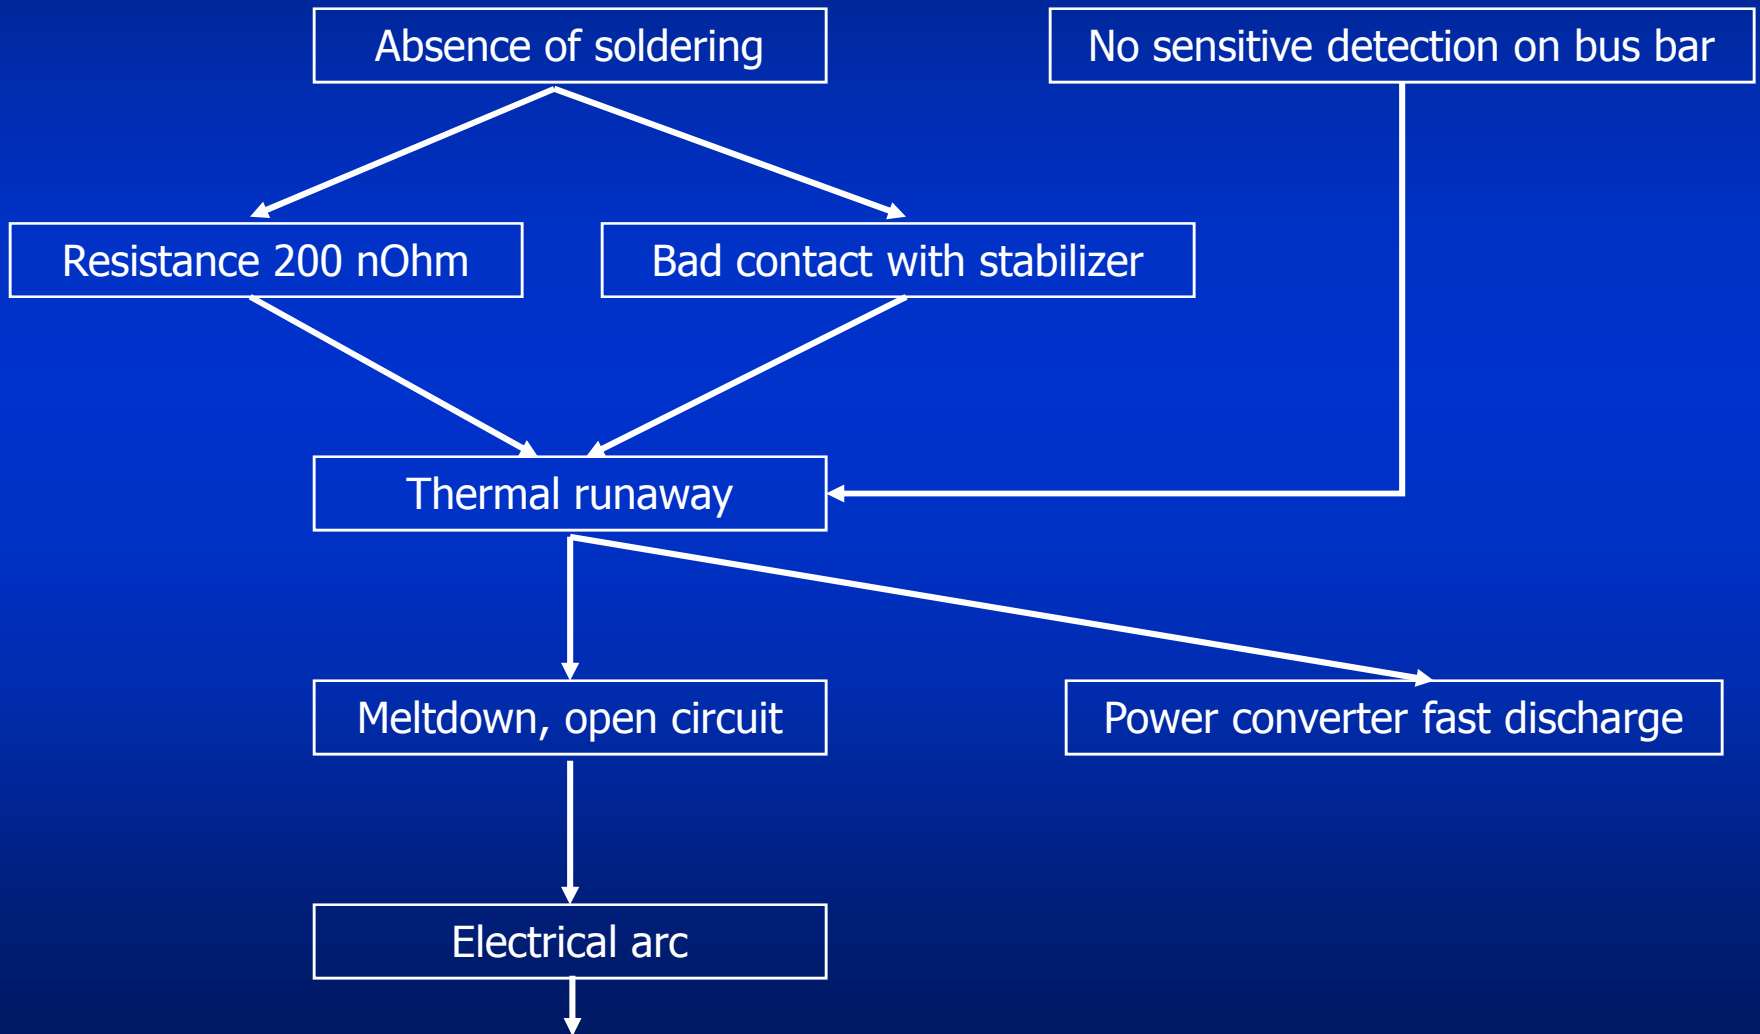 Absence of soldering
No sensitive detection on bus bar
Resistance 200 nOhm
Bad contact with stabilizer
Thermal runaway
Meltdown, open circuit
Power converter fast discharge
Electrical arc